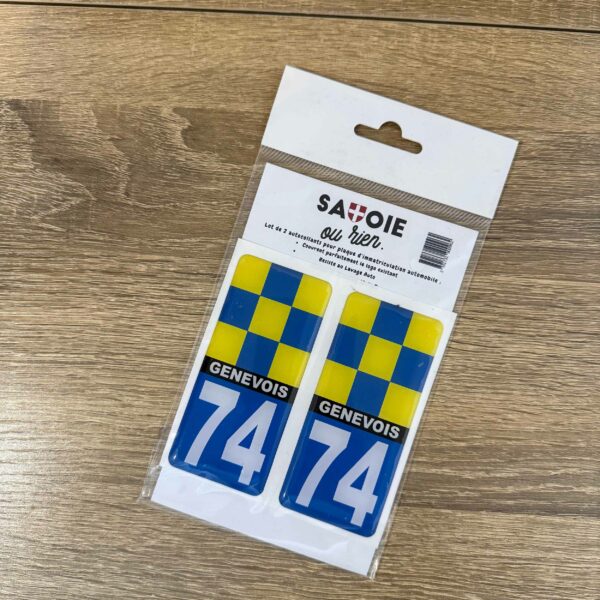 SAVOIE
ou rien.
Lot de 2 autocollants pour plaque d'immatriculation automobile.
• Couvrent parfaitement le logo existant
Résiste au Lavage Auto
GENEVOIS
74
GENEVOIS
74